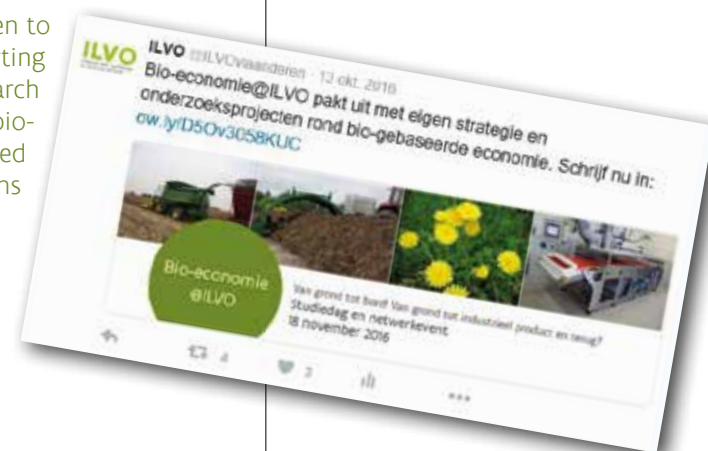 en to
rting
arch
bio-
ed
ns
ILVO
ILVO @ILVOvlaanderen · 13 okt. 2016
Bio-economie@ILVO pakt uit met eigen strategie en
onderzoeksprojecten rond bio-gebaseerde economie. Schrijf nu in:
ow.ly/D5Ov3058KUC
Bio-economie
@ILVO
Van grond tot bord! Van grond tot industrieel product en terug?
Studiedag en netwerkevent
18 november 2016
4
3